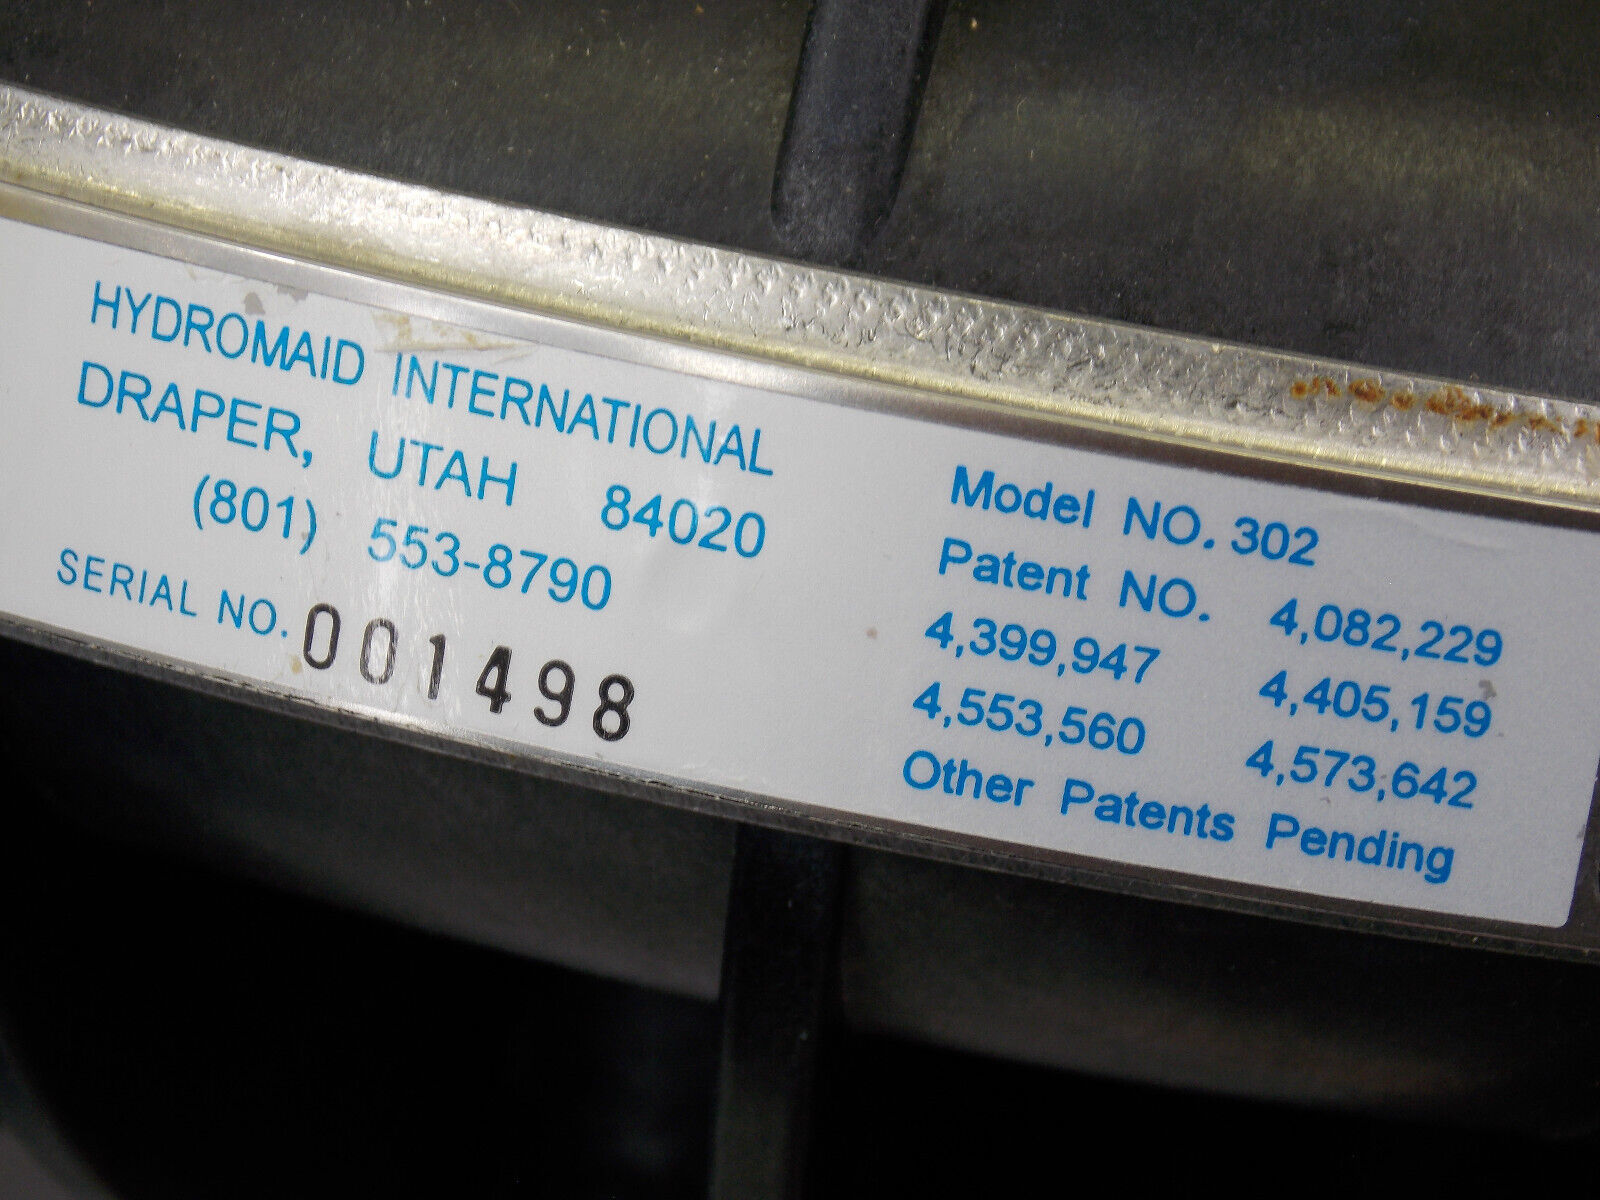 HYDROMAID INTERNATIONAL
DRAPER, UTAH 84020
(801) 553-8790
SERIAL NO. 001498
Model NO. 302
Patent NO. 4,082,229
4,399,947 4,405,159
4,553,560 4,573,642
Other Patents Pending